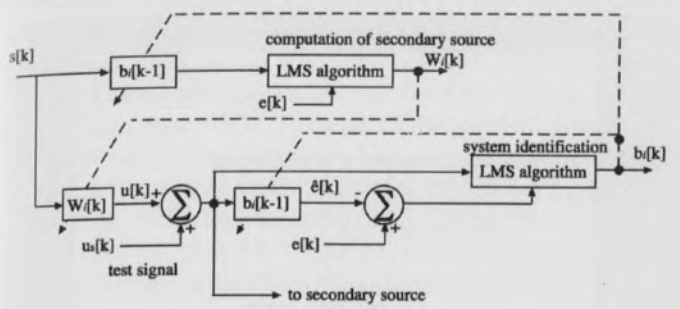 computation of secondary source
s[k]
bᵢ[k-1]
LMS algorithm
Wᵢ[k]
e[k]
system identification
LMS algorithm
bᵢ[k]
Wᵢ[k]
u[k]
+
∑
+
bᵢ[k-1]
ê[k]
-
∑
+
uₛ[k]
e[k]
test signal
to secondary source